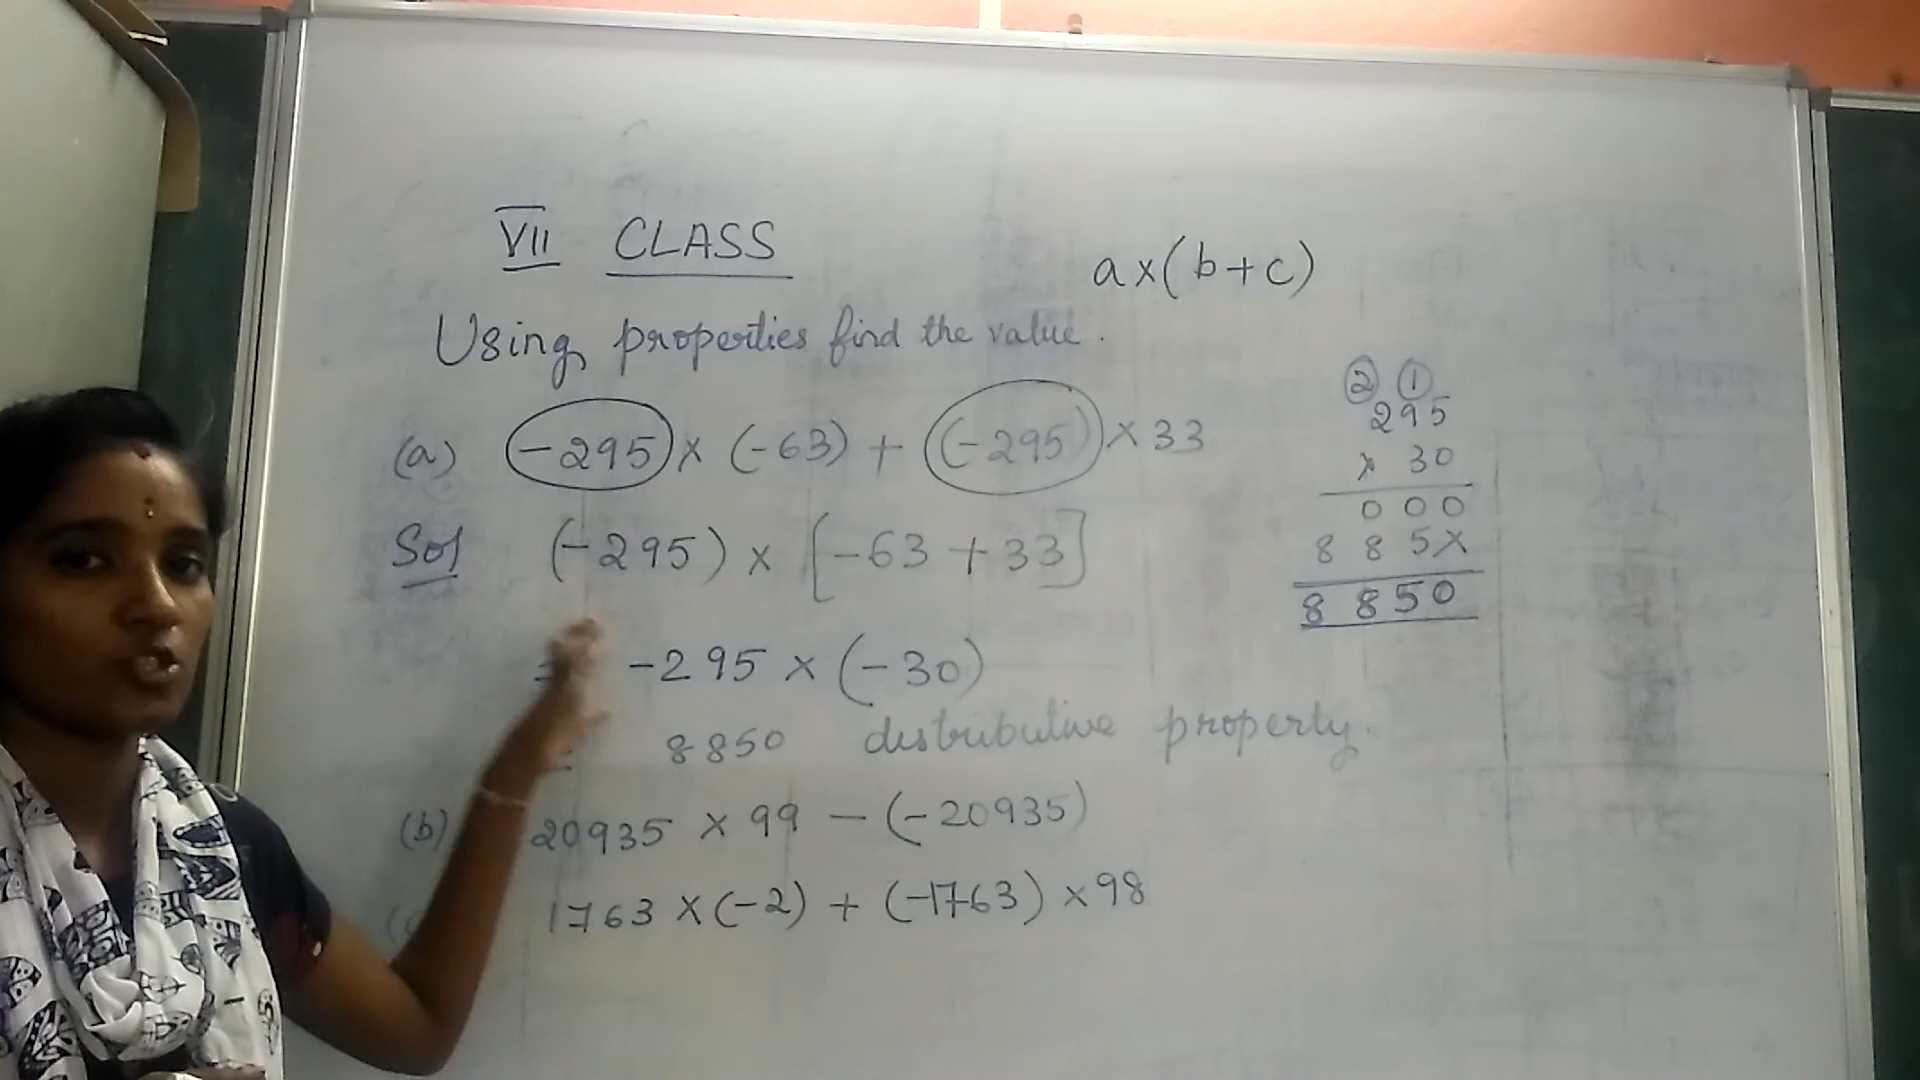 VII CLASS
a×(b+c)
Using properties find the value.
(a) -295 × (-63) + (-295) × 33
Sol (-295) × [-63 + 33]
= -295 × (-30)
= 8850 distributive property.
(b) 20935 × 99 - (-20935)
1763 × (-2) + (-1763) × 98
2 1
295
× 30
000
885×
8850